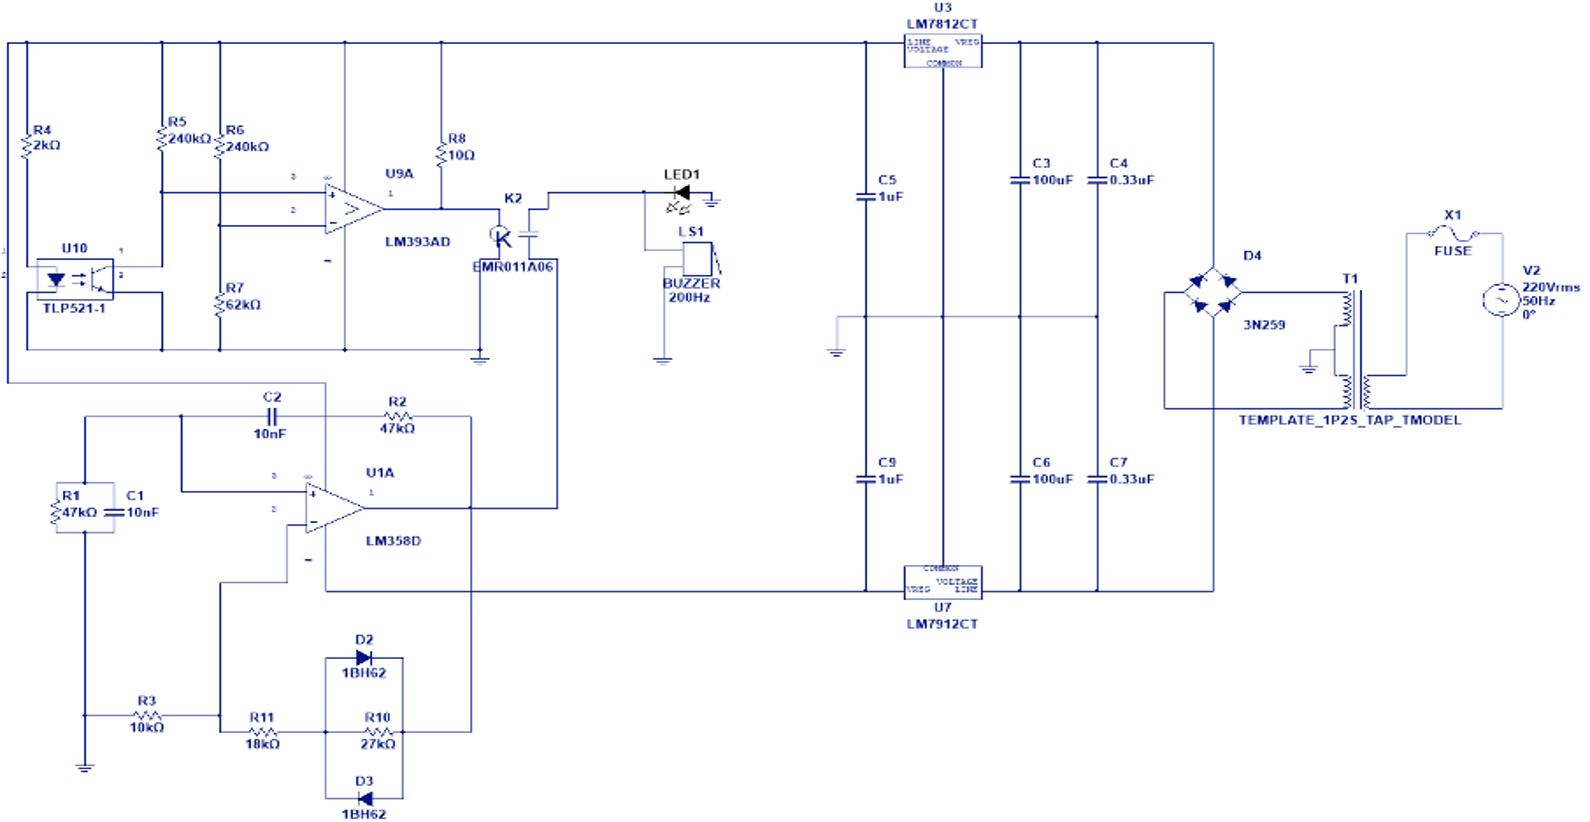 U3
LM7812CT
LINE VREG
VOLTAGE
COMMON
R4
2kΩ
R5
240kΩ
R6
240kΩ
R8
10Ω
U9A
1
LM393AD
K2
K
EMR011A06
LED1
LS1
BUZZER
200Hz
U10
TLP521-1
R7
62kΩ
C5
1uF
C3
100uF
C4
0.33uF
X1
FUSE
D4
3N259
T1
V2
220Vrms
50Hz
0°
TEMPLATE_1P2S_TAP_TMODEL
C2
10nF
R2
47kΩ
U1A
1
LM358D
R1
47kΩ
C1
10nF
C9
1uF
C6
100uF
C7
0.33uF
COMMON
VOLTAGE
VREG LINE
U7
LM7912CT
D2
1BH62
R3
10kΩ
R11
18kΩ
R10
27kΩ
D3
1BH62